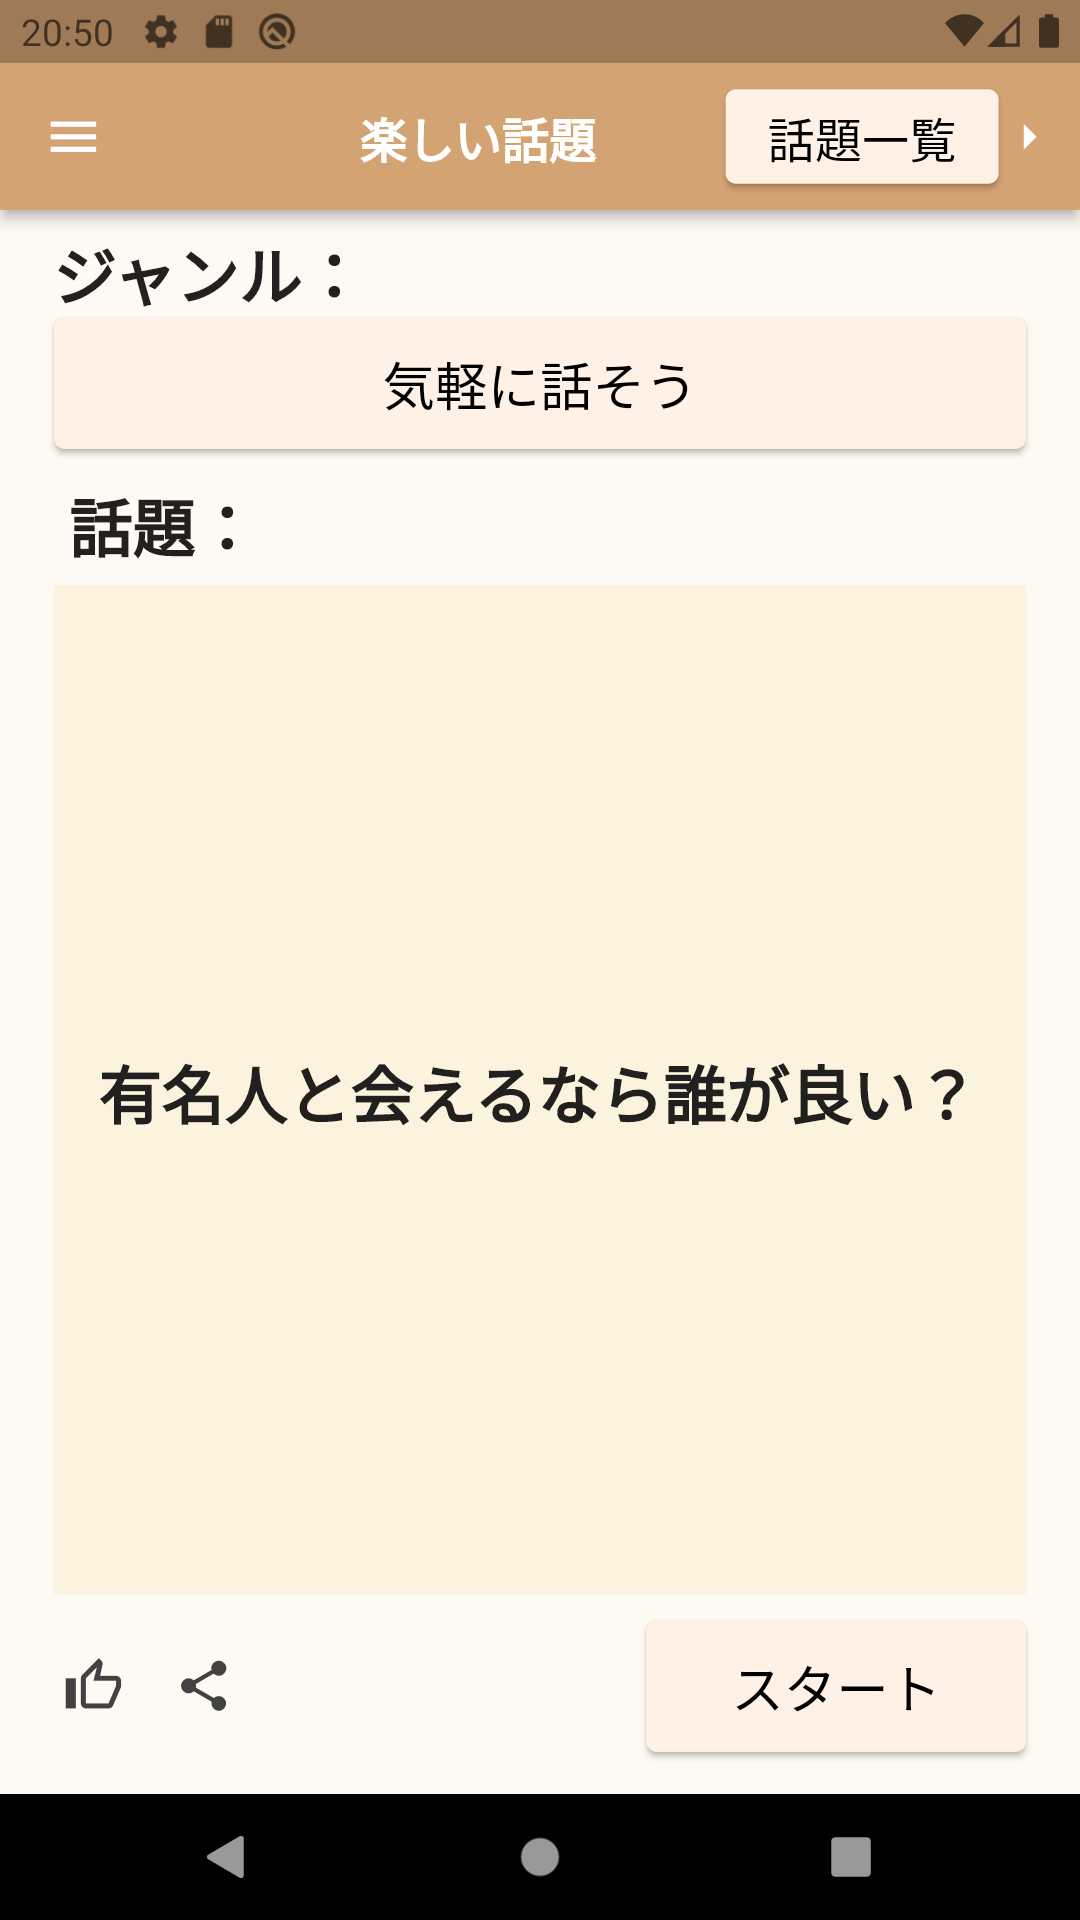 20:50
楽しい話題
話題一覧
ジャンル：
気軽に話そう
話題：
有名人と会えるなら誰が良い？
スタート